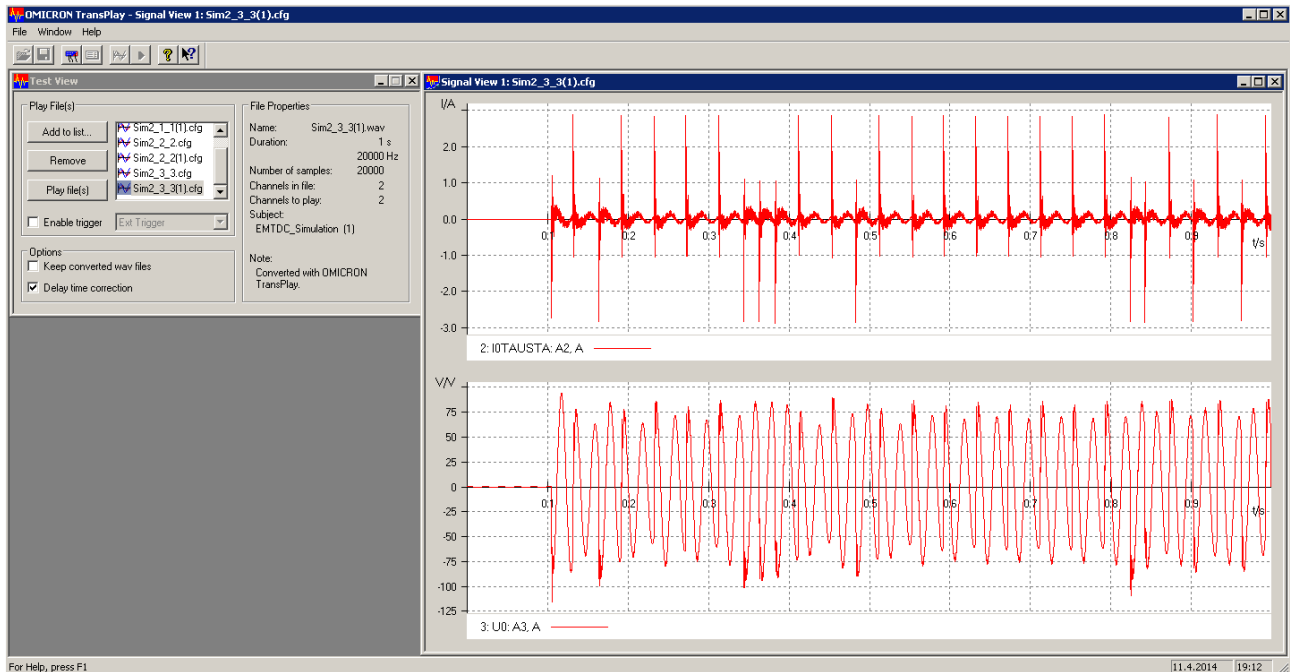 OMICRON TransPlay - Signal View 1: Sim2_3_3(1).cfg
File Window Help
Test View
Play File(s)
Add to list...
Remove
Play file(s)
Sim2_1_1(1).cfg
Sim2_2_2.cfg
Sim2_2_2(1).cfg
Sim2_3_3.cfg
Sim2_3_3(1).cfg
Enable trigger
Ext Trigger
Options
Keep converted wav files
Delay time correction
File Properties
Name: Sim2_3_3(1).wav
Duration: 1 s
20000 Hz
Number of samples: 20000
Channels in file: 2
Channels to play: 2
Subject:
EMTDC_Simulation (1)
Note:
Converted with OMICRON
TransPlay.
Signal View 1: Sim2_3_3(1).cfg
I/A
2.0
1.0
0.0
-1.0
-2.0
-3.0
0.1 0.2 0.3 0.4 0.5 0.6 0.7 0.8 0.9
t/s
2: I0TAUSTA: A2, A
V/V
75
50
25
0
-25
-50
-75
-100
-125
0.1 0.2 0.3 0.4 0.5 0.6 0.7 0.8 0.9
t/s
3: U0: A3, A
For Help, press F1
11.4.2014 19:12